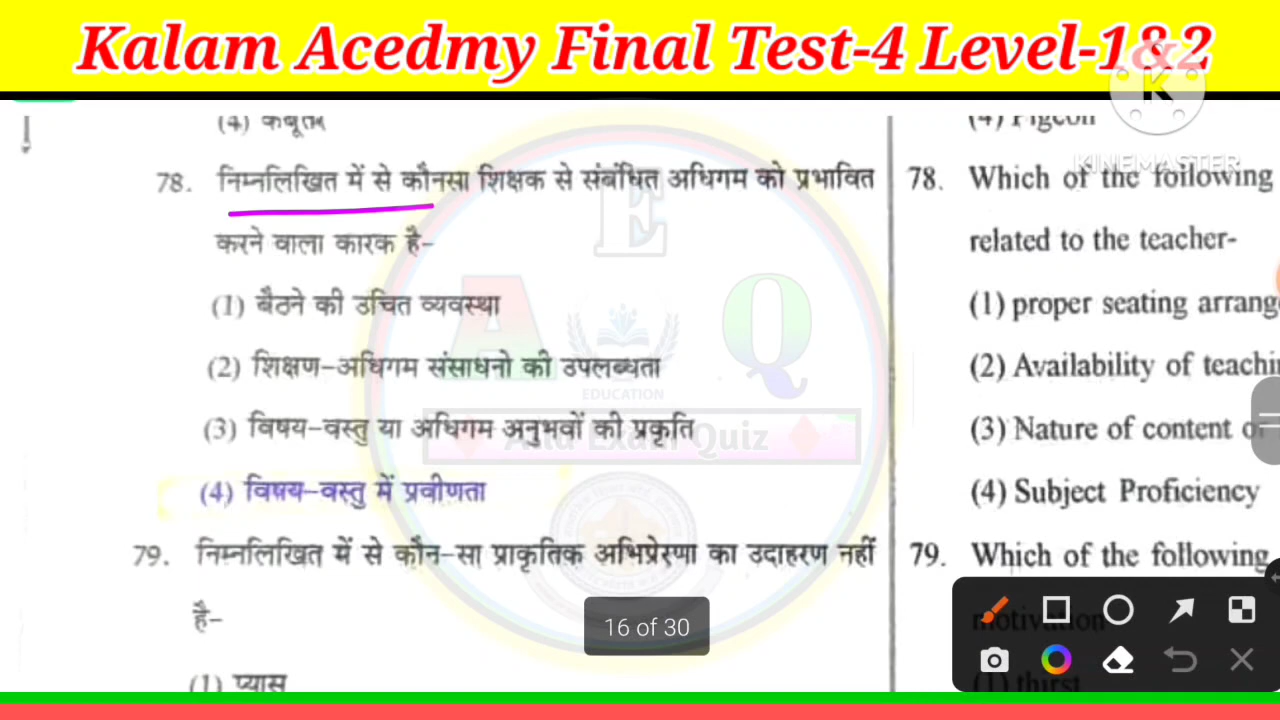 Kalam Acedmy Final Test-4 Level-1&2
K
KINEMASTER
(4) कबूतर
78. निम्नलिखित में से कौनसा शिक्षक से संबंधित अधिगम को प्रभावित
करने वाला कारक है-
(1) बैठने की उचित व्यवस्था
(2) शिक्षण-अधिगम संसाधनो की उपलब्धता
(3) विषय-वस्तु या अधिगम अनुभवों की प्रकृति
(4) विषय-वस्तु में प्रवीणता
79. निम्नलिखित में से कौन-सा प्राकृतिक अभिप्रेरणा का उदाहरण नहीं
है-
(1) प्यास
(4) Pigeon
78. Which of the following
related to the teacher-
(1) proper seating arrang
(2) Availability of teachi
(3) Nature of content o
(4) Subject Proficiency
79. Which of the following
motivation
(1) thirst
E
A Q
EDUCATION
Exam Quiz
16 of 30